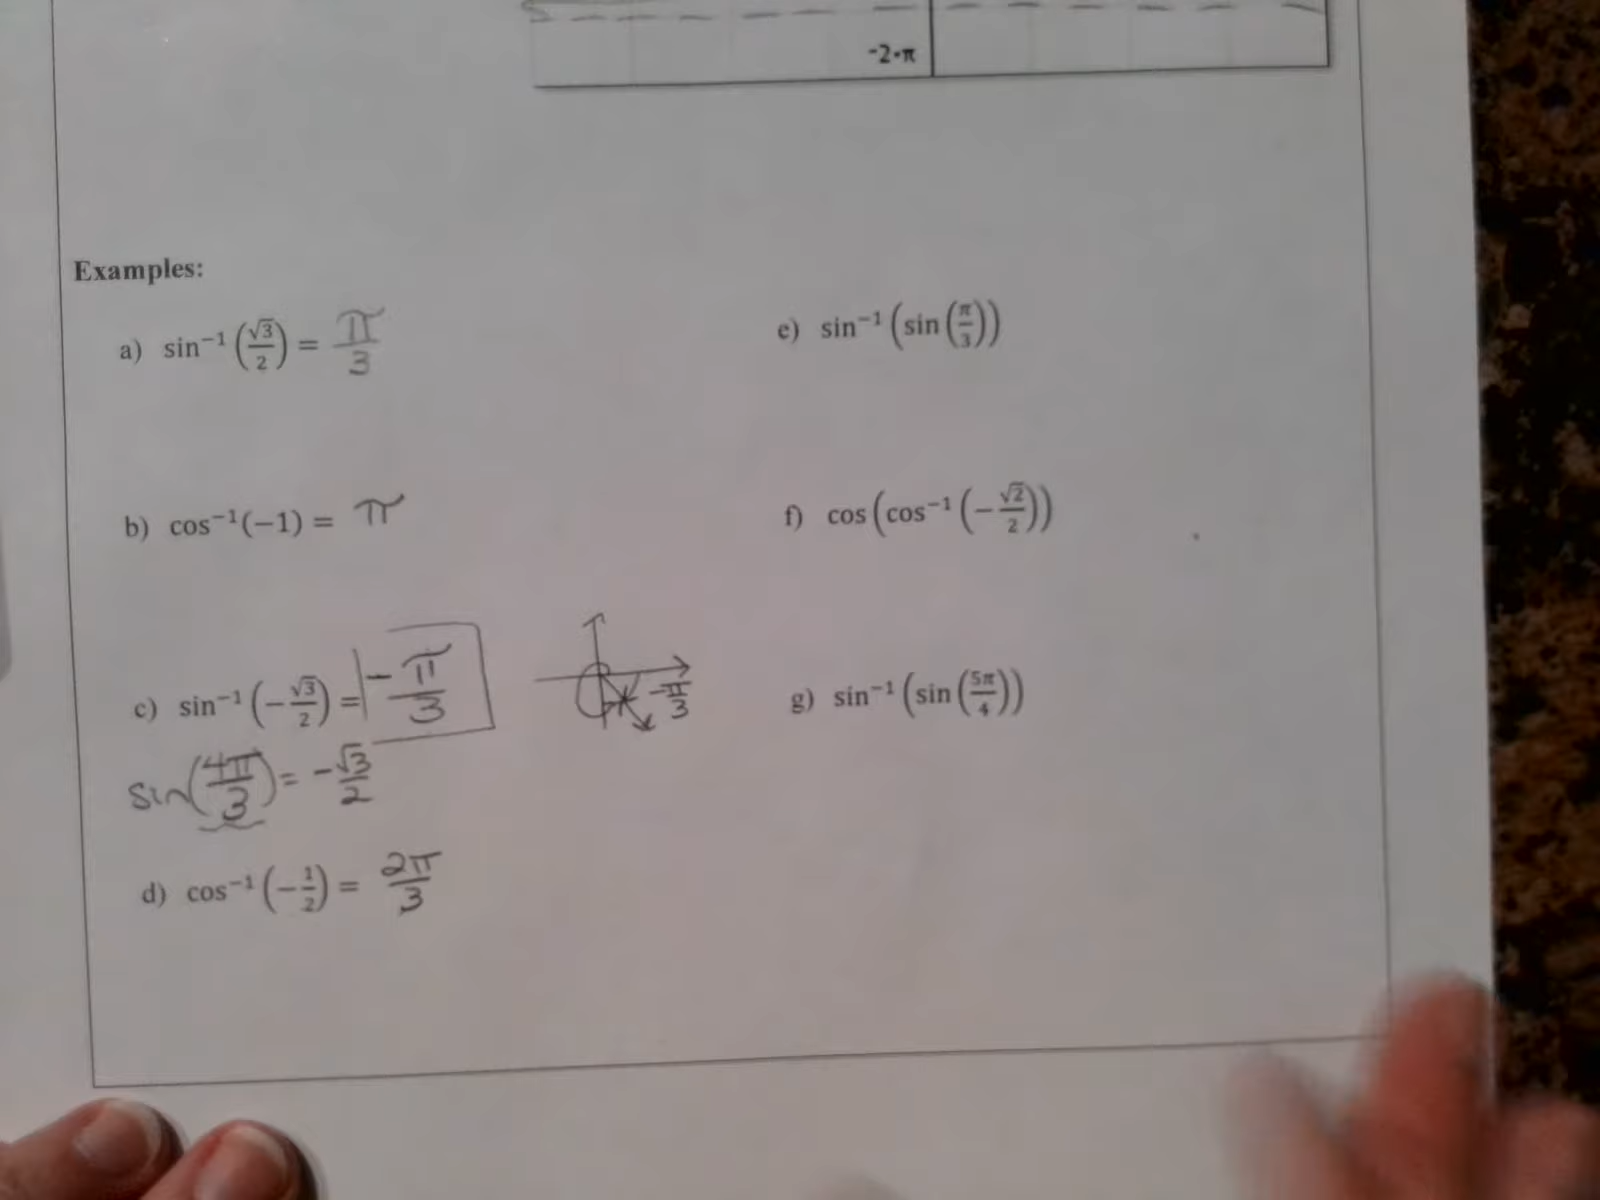 -2·π
Examples:
a) sin⁻¹(√3/2) = π/3
b) cos⁻¹(−1) = π
c) sin⁻¹(−√3/2) = −π/3
−π/3
sin(4π/3) = −√3/2
d) cos⁻¹(−1/2) = 2π/3
e) sin⁻¹(sin(π/3))
f) cos(cos⁻¹(−√2/2))
g) sin⁻¹(sin(5π/4))